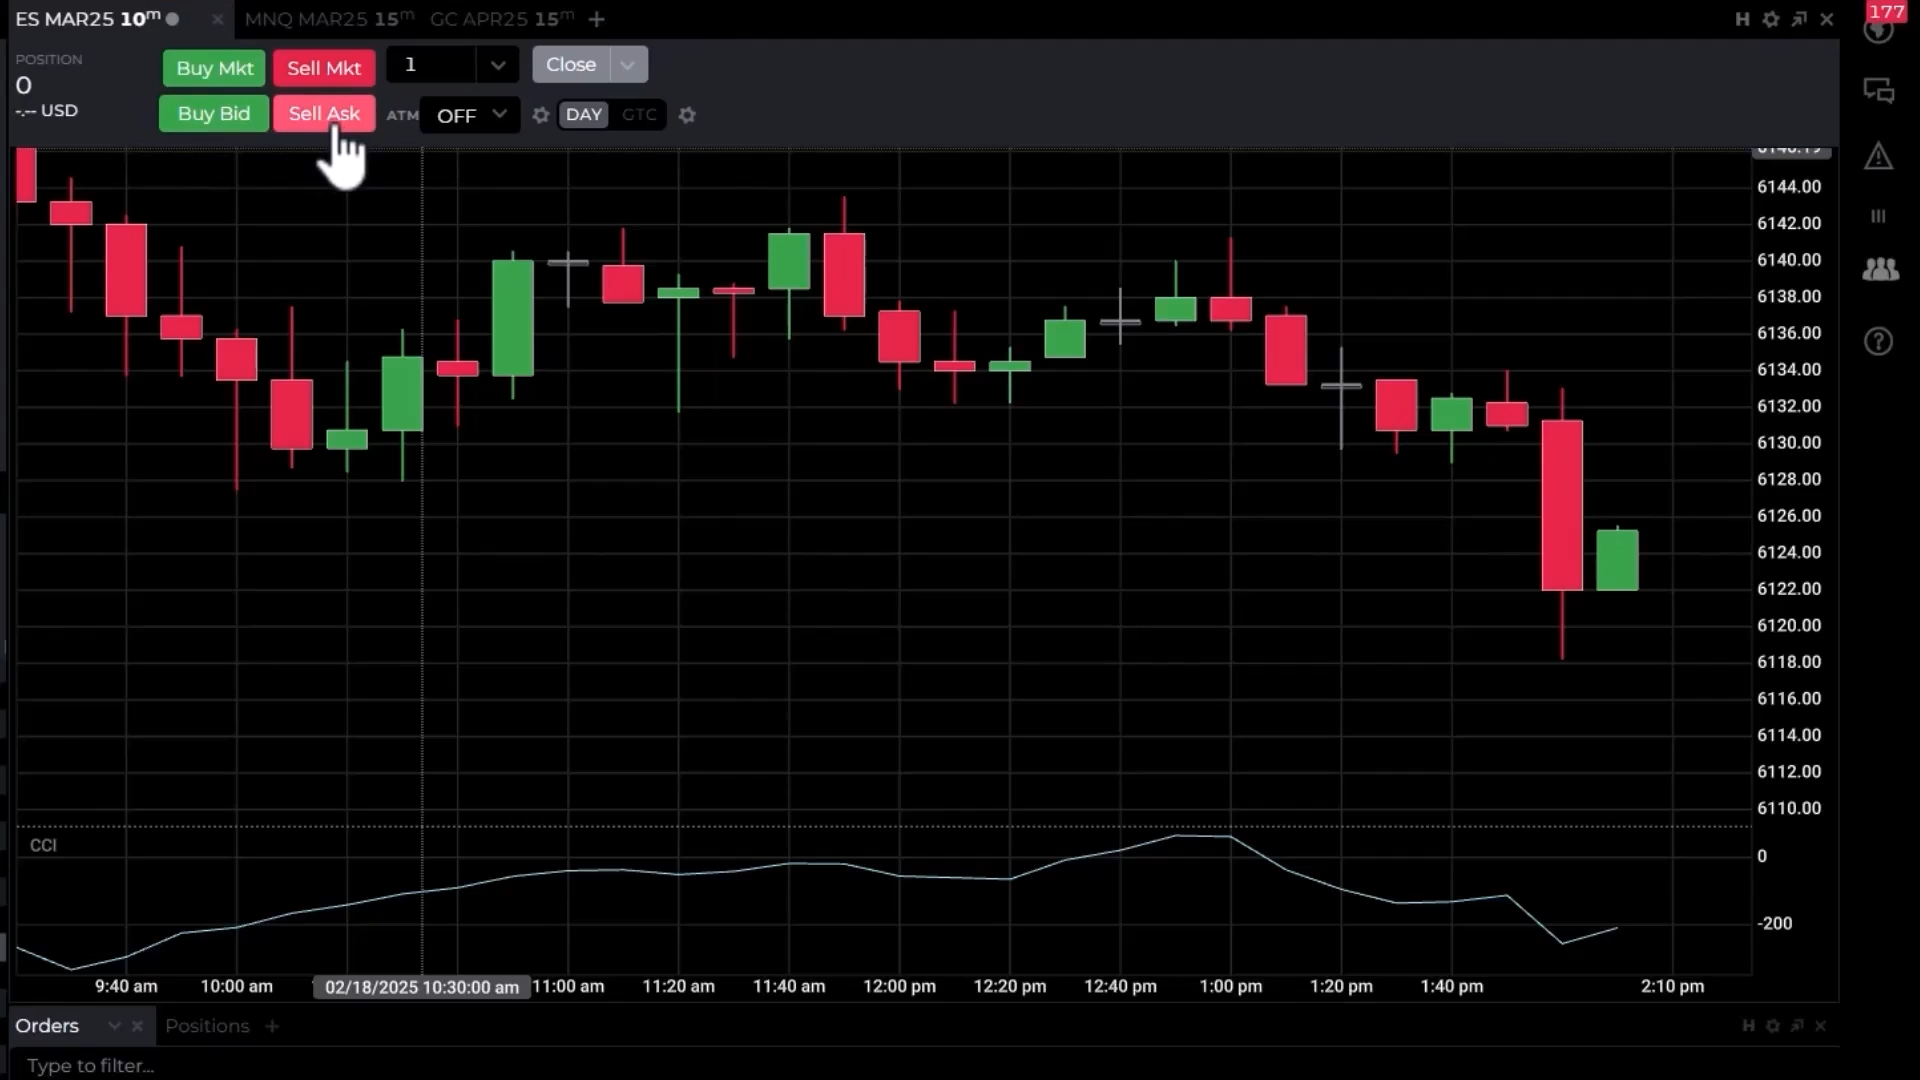 ES MAR25 10m MNQ MAR25 15m GC APR25 15m + H 177
POSITION
0
-.-- USD
Buy Mkt Sell Mkt 1 Close
Buy Bid Sell Ask ATM OFF DAY GTC
6144.00
6142.00
6140.00
6138.00
6136.00
6134.00
6132.00
6130.00
6128.00
6126.00
6124.00
6122.00
6120.00
6118.00
6116.00
6114.00
6112.00
6110.00
CCI
0
-200
9:40 am 10:00 am 02/18/2025 10:30:00 am 11:00 am 11:20 am 11:40 am 12:00 pm 12:20 pm 12:40 pm 1:00 pm 1:20 pm 1:40 pm 2:10 pm
Orders Positions + H
Type to filter...